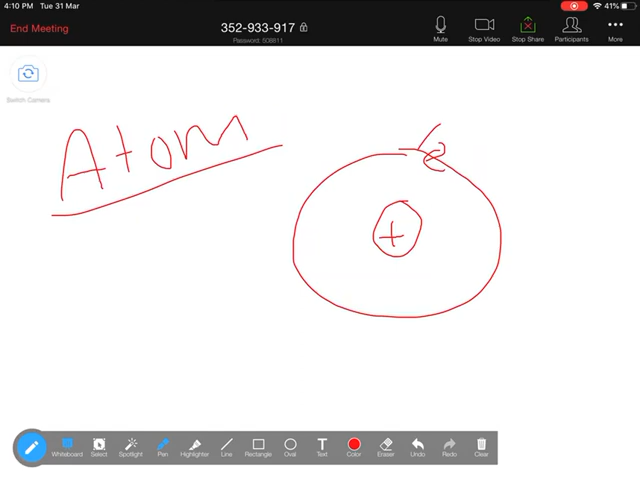 4:10 PM Tue 31 Mar 41%
End Meeting
352-933-917
Password: 508811
Mute Stop Video Stop Share Participants More
Switch Camera
Atom
e
+
Whiteboard Select Spotlight Pen Highlighter Line Rectangle Oval Text Color Eraser Undo Redo Clear